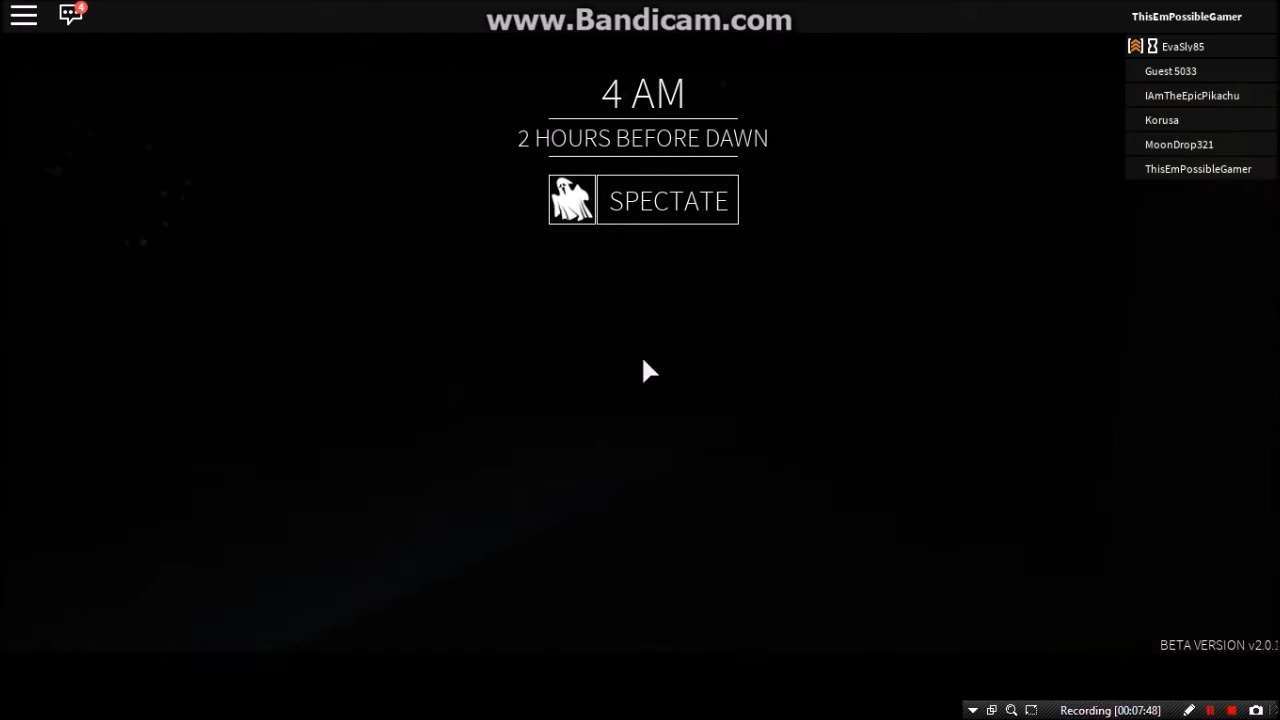 www.Bandicam.com
4
ThisEmPossibleGamer
EvaSly85
Guest 5033
IAmTheEpicPikachu
Korusa
MoonDrop321
ThisEmPossibleGamer
4 AM
2 HOURS BEFORE DAWN
SPECTATE
BETA VERSION v2.0.
Recording [00:07:48]